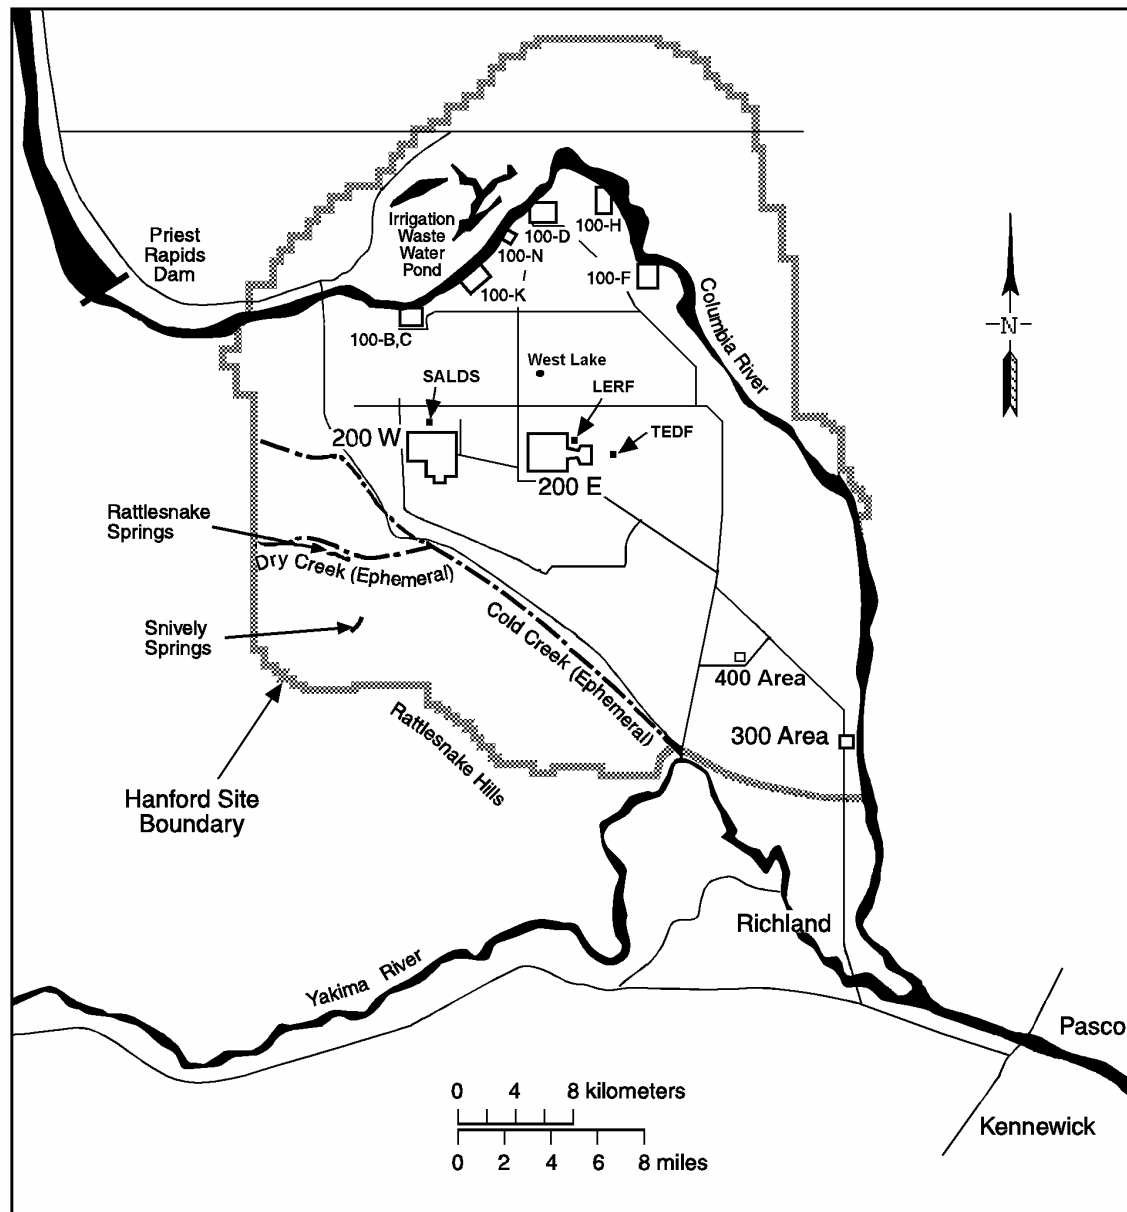 Priest
Rapids
Dam
Irrigation
Waste
Water
Pond
100-H
100-D
100-N
100-F
100-K
100-B,C
Columbia River
N
West Lake
SALDS
LERF
200 W
TEDF
200 E
Rattlesnake
Springs
Dry Creek (Ephemeral)
Snively
Springs
Cold Creek (Ephemeral)
400 Area
Rattlesnake Hills
300 Area
Hanford Site
Boundary
Richland
Yakima River
Pasco
Kennewick
0 4 8 kilometers
0 2 4 6 8 miles